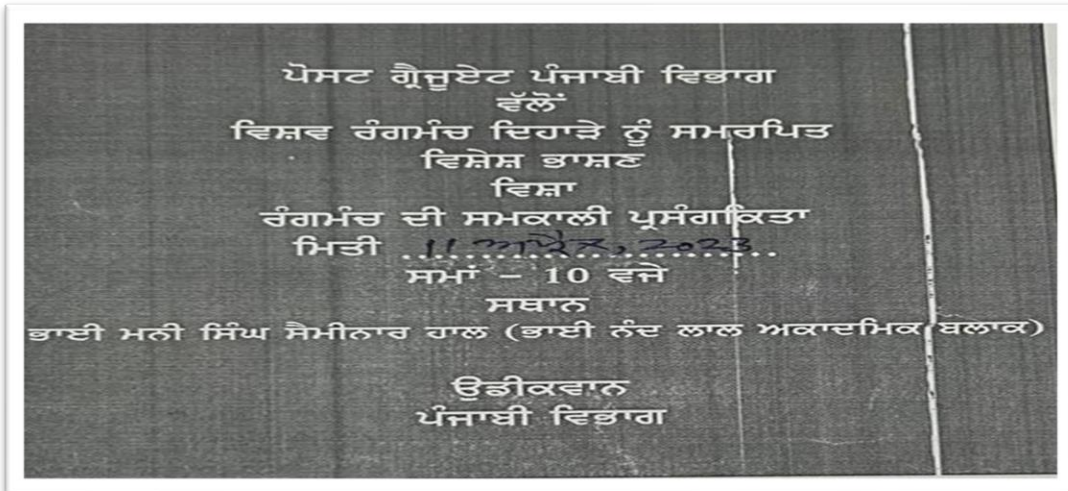 ਪੋਸਟ ਗ੍ਰੈਜੂਏਟ ਪੰਜਾਬੀ ਵਿਭਾਗ
ਵੱਲੋਂ
ਵਿਸ਼ਵ ਰੰਗਮੰਚ ਦਿਹਾੜੇ ਨੂੰ ਸਮਰਪਿਤ
ਵਿਸ਼ੇਸ਼ ਭਾਸ਼ਣ
ਵਿਸ਼ਾ
ਰੰਗਮੰਚ ਦੀ ਸਮਕਾਲੀ ਪ੍ਰਸੰਗਕਿਤਾ
ਮਿਤੀ 11 ਅਪ੍ਰੈਲ, 2023
ਸਮਾਂ - 10 ਵਜੇ
ਸਥਾਨ
ਭਾਈ ਮਨੀ ਸਿੰਘ ਸੈਮੀਨਾਰ ਹਾਲ (ਭਾਈ ਨੰਦ ਲਾਲ ਅਕਾਦਮਿਕ ਬਲਾਕ)
ਉਡੀਕਵਾਨ
ਪੰਜਾਬੀ ਵਿਭਾਗ